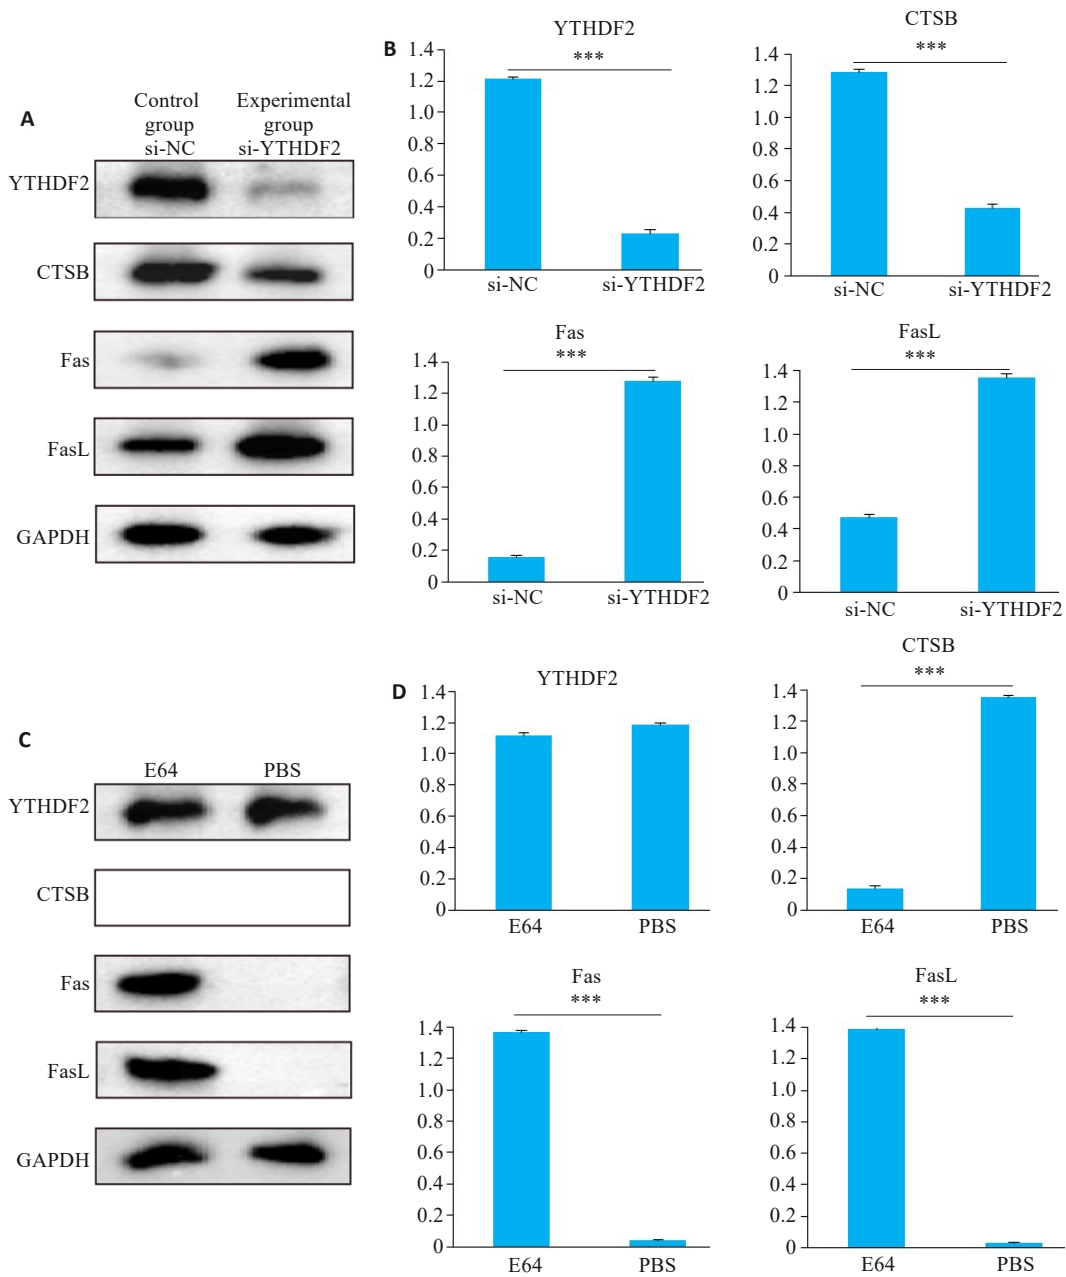 A
Control
group
si-NC
Experimental
group
si-YTHDF2
YTHDF2
CTSB
Fas
FasL
GAPDH
B
YTHDF2
***
1.4
1.2
1.0
0.8
0.6
0.4
0.2
0
si-NC si-YTHDF2
CTSB
***
1.4
1.2
1.0
0.8
0.6
0.4
0.2
0
si-NC si-YTHDF2
Fas
***
1.4
1.2
1.0
0.8
0.6
0.4
0.2
0
si-NC si-YTHDF2
FasL
***
1.4
1.2
1.0
0.8
0.6
0.4
0.2
0
si-NC si-YTHDF2
C
E64 PBS
YTHDF2
CTSB
Fas
FasL
GAPDH
D
YTHDF2
1.4
1.2
1.0
0.8
0.6
0.4
0.2
0
E64 PBS
CTSB
***
1.4
1.2
1.0
0.8
0.6
0.4
0.2
0
E64 PBS
Fas
***
1.4
1.2
1.0
0.8
0.6
0.4
0.2
0
E64 PBS
FasL
***
1.4
1.2
1.0
0.8
0.6
0.4
0.2
0
E64 PBS